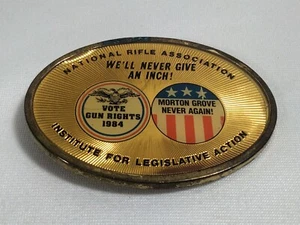 NATIONAL RIFLE ASSOCIATION
WE'LL NEVER GIVE
AN INCH!
VOTE
GUN RIGHTS
1984
MORTON GROVE
NEVER AGAIN!
INSTITUTE FOR LEGISLATIVE ACTION